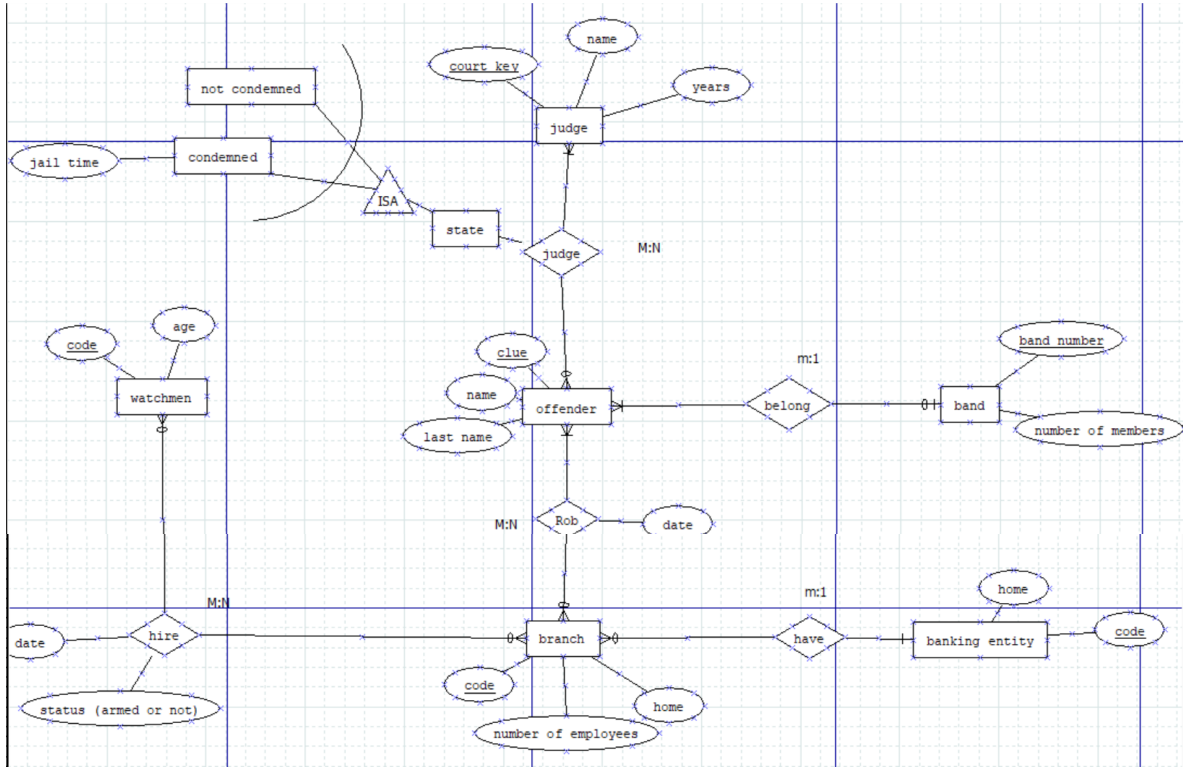 name
court key
years
not condemned
judge
condemned
jail time
ISA
state
judge
M:N
age
code
clue
band number
m:1
watchmen
name
offender
belong
band
last name
number of members
M:N
Rob
date
home
m:1
M:N
date
hire
branch
have
banking entity
code
code
status (armed or not)
home
number of employees